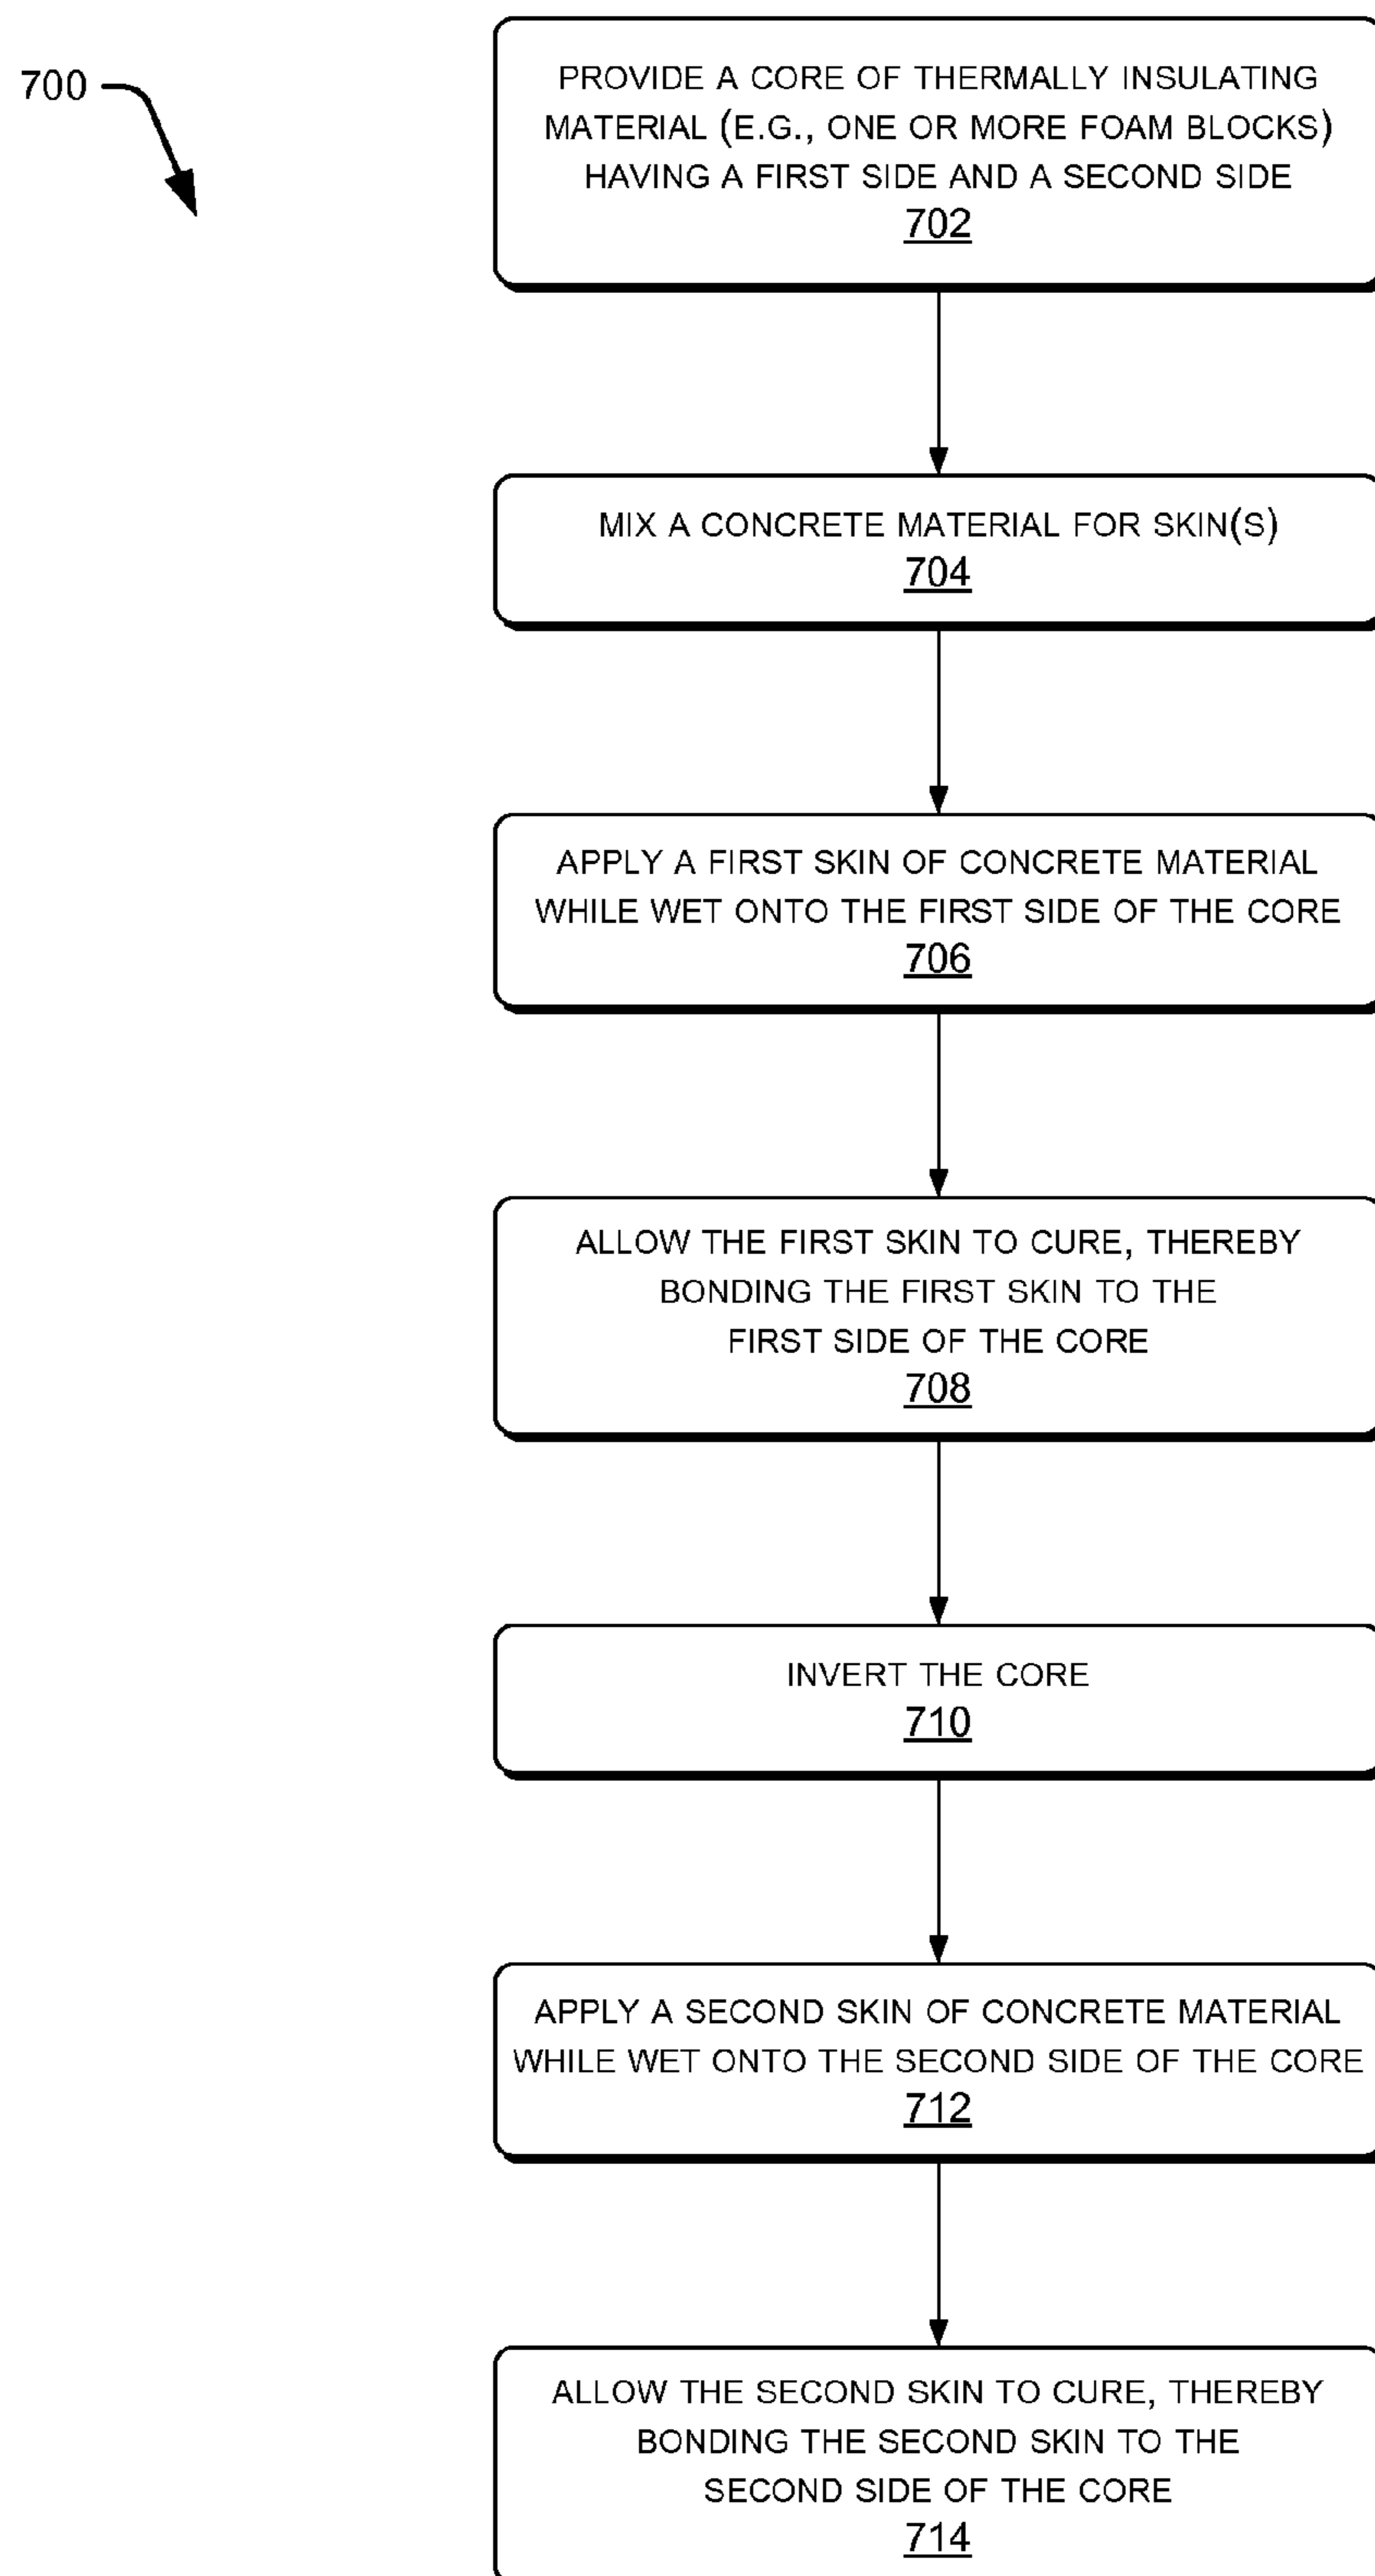 700
PROVIDE A CORE OF THERMALLY INSULATING
MATERIAL (E.G., ONE OR MORE FOAM BLOCKS)
HAVING A FIRST SIDE AND A SECOND SIDE
702
MIX A CONCRETE MATERIAL FOR SKIN(S)
704
APPLY A FIRST SKIN OF CONCRETE MATERIAL
WHILE WET ONTO THE FIRST SIDE OF THE CORE
706
ALLOW THE FIRST SKIN TO CURE, THEREBY
BONDING THE FIRST SKIN TO THE
FIRST SIDE OF THE CORE
708
INVERT THE CORE
710
APPLY A SECOND SKIN OF CONCRETE MATERIAL
WHILE WET ONTO THE SECOND SIDE OF THE CORE
712
ALLOW THE SECOND SKIN TO CURE, THEREBY
BONDING THE SECOND SKIN TO THE
SECOND SIDE OF THE CORE
714